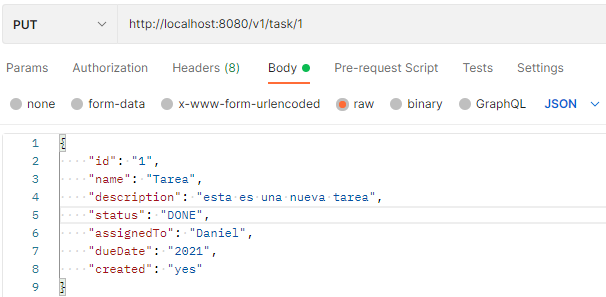 PUT http://localhost:8080/v1/task/1
Params Authorization Headers (8) Body Pre-request Script Tests Settings
none form-data x-www-form-urlencoded raw binary GraphQL JSON
1 {
2 "id": "1",
3 "name": "Tarea",
4 "description": "esta es una nueva tarea",
5 "status": "DONE",
6 "assignedTo": "Daniel",
7 "dueDate": "2021",
8 "created": "yes"
9 }